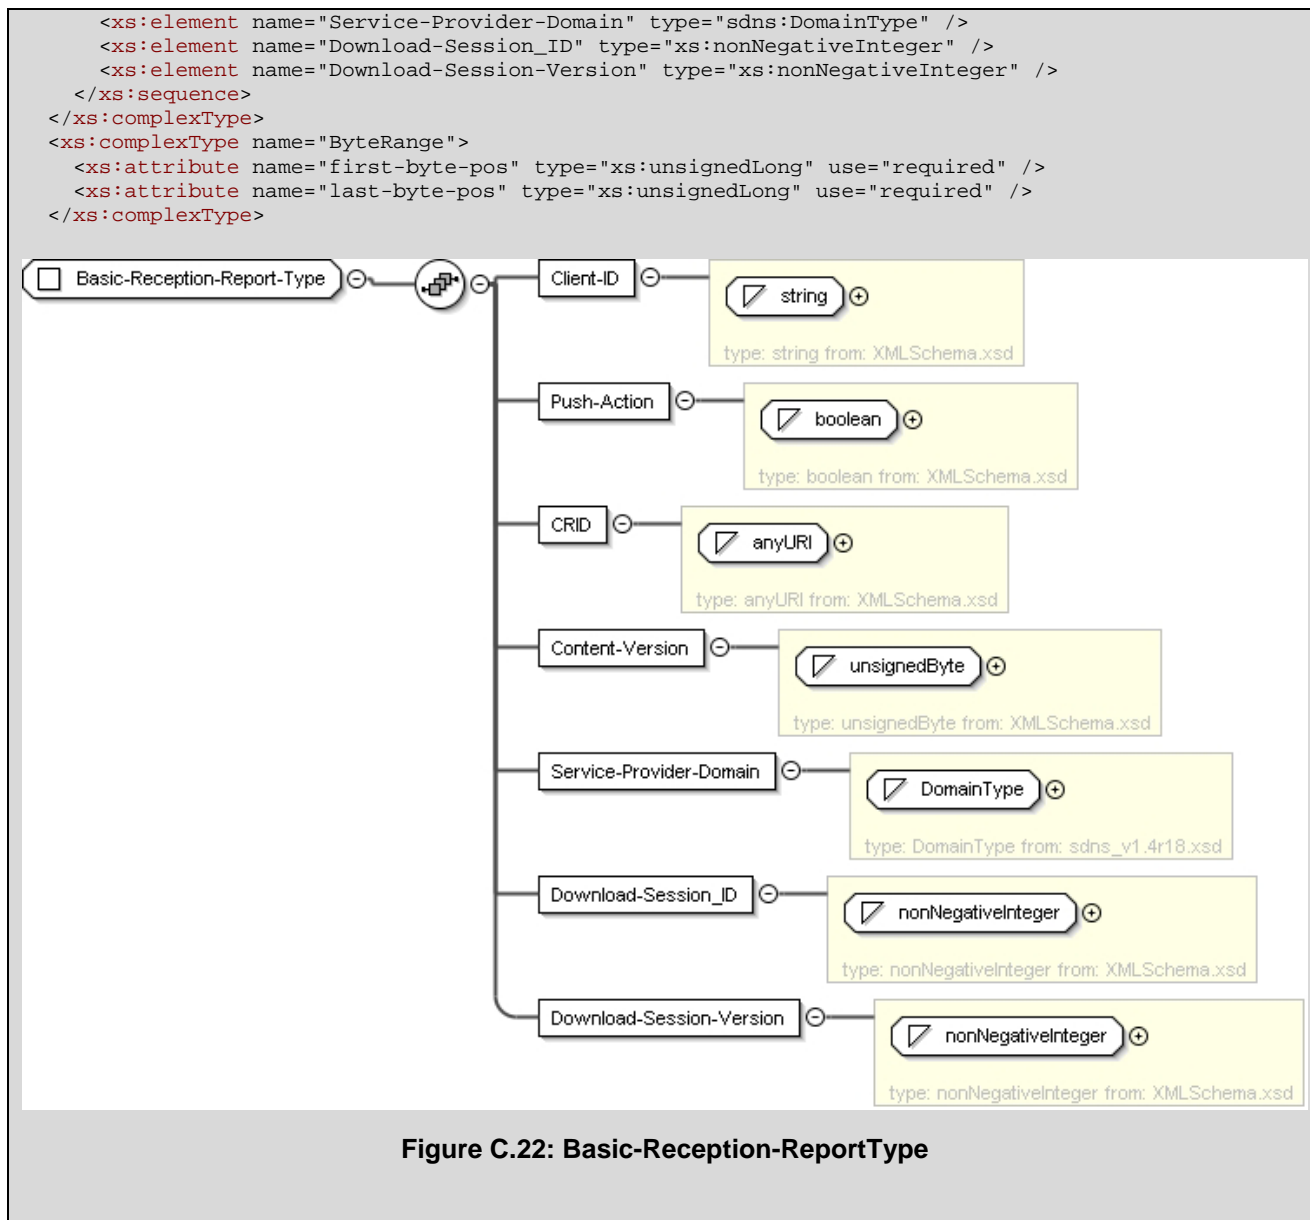 <xs:element name="Service-Provider-Domain" type="sdns:DomainType" />
<xs:element name="Download-Session_ID" type="xs:nonNegativeInteger" />
<xs:element name="Download-Session-Version" type="xs:nonNegativeInteger" />
</xs:sequence>
</xs:complexType>
<xs:complexType name="ByteRange">
<xs:attribute name="first-byte-pos" type="xs:unsignedLong" use="required" />
<xs:attribute name="last-byte-pos" type="xs:unsignedLong" use="required" />
</xs:complexType>
Basic-Reception-Report-Type
Client-ID
string
type: string from: XMLSchema.xsd
Push-Action
boolean
type: boolean from: XMLSchema.xsd
CRID
anyURI
type: anyURI from: XMLSchema.xsd
Content-Version
unsignedByte
type: unsignedByte from: XMLSchema.xsd
Service-Provider-Domain
DomainType
type: DomainType from: sdns_v1.4r18.xsd
Download-Session_ID
nonNegativeInteger
type: nonNegativeInteger from: XMLSchema.xsd
Download-Session-Version
nonNegativeInteger
type: nonNegativeInteger from: XMLSchema.xsd
Figure C.22: Basic-Reception-ReportType